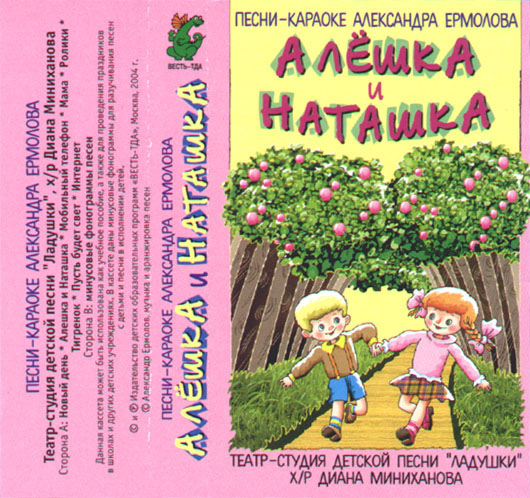 ПЕСНИ-КАРАОКЕ АЛЕКСАНДРА ЕРМОЛОВА
Театр-студия детской песни "Ладушки", х/р Диана Миниханова
Сторона А: Новый день * Алешка и Наташка * Мобильный телефон * Мама * Ролики *
Тигренок * Пусть будет свет * Интернет
Сторона В: минусовые фонограммы песен
Данная кассета может быть использована как учебное пособие, а также для проведения праздников
в школах и других детских учреждениях. В кассете даны минусовые фонограммы для разучивания песен
с детьми и песни в исполнении детей.
© и ℗ Издательство детских образовательных программ «ВЕСТЬ-ТДА», Москва, 2004 г.
© Александр Ермолов, музыка и аранжировка песен
ВЕСТЬ-ТДА
ПЕСНИ-КАРАОКЕ АЛЕКСАНДРА ЕРМОЛОВА
АЛЁШКА И НАТАШКА
ПЕСНИ-КАРАОКЕ АЛЕКСАНДРА ЕРМОЛОВА
АЛЁШКА
И
НАТАШКА
ТЕАТР-СТУДИЯ ДЕТСКОЙ ПЕСНИ "ЛАДУШКИ"
Х/Р ДИАНА МИНИХАНОВА